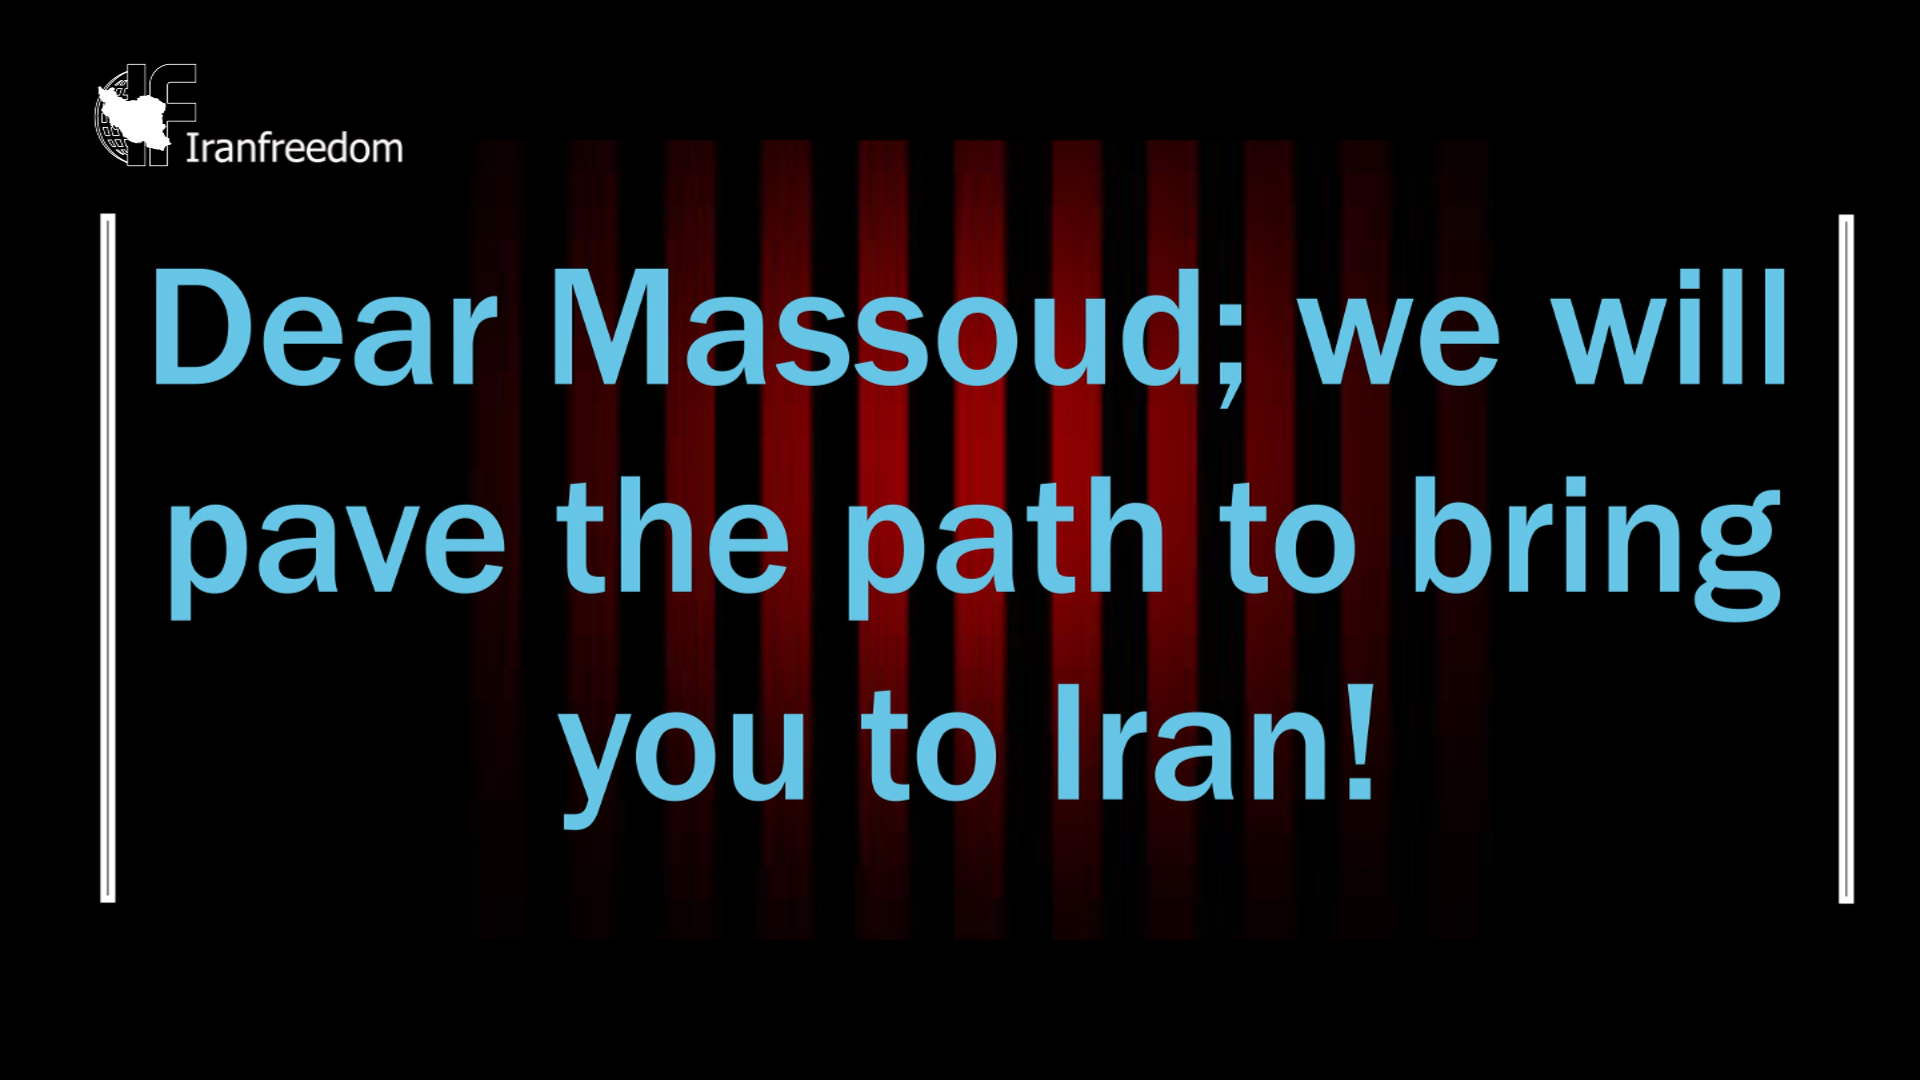 Iranfreedom
Dear Massoud; we will
pave the path to bring
you to Iran!